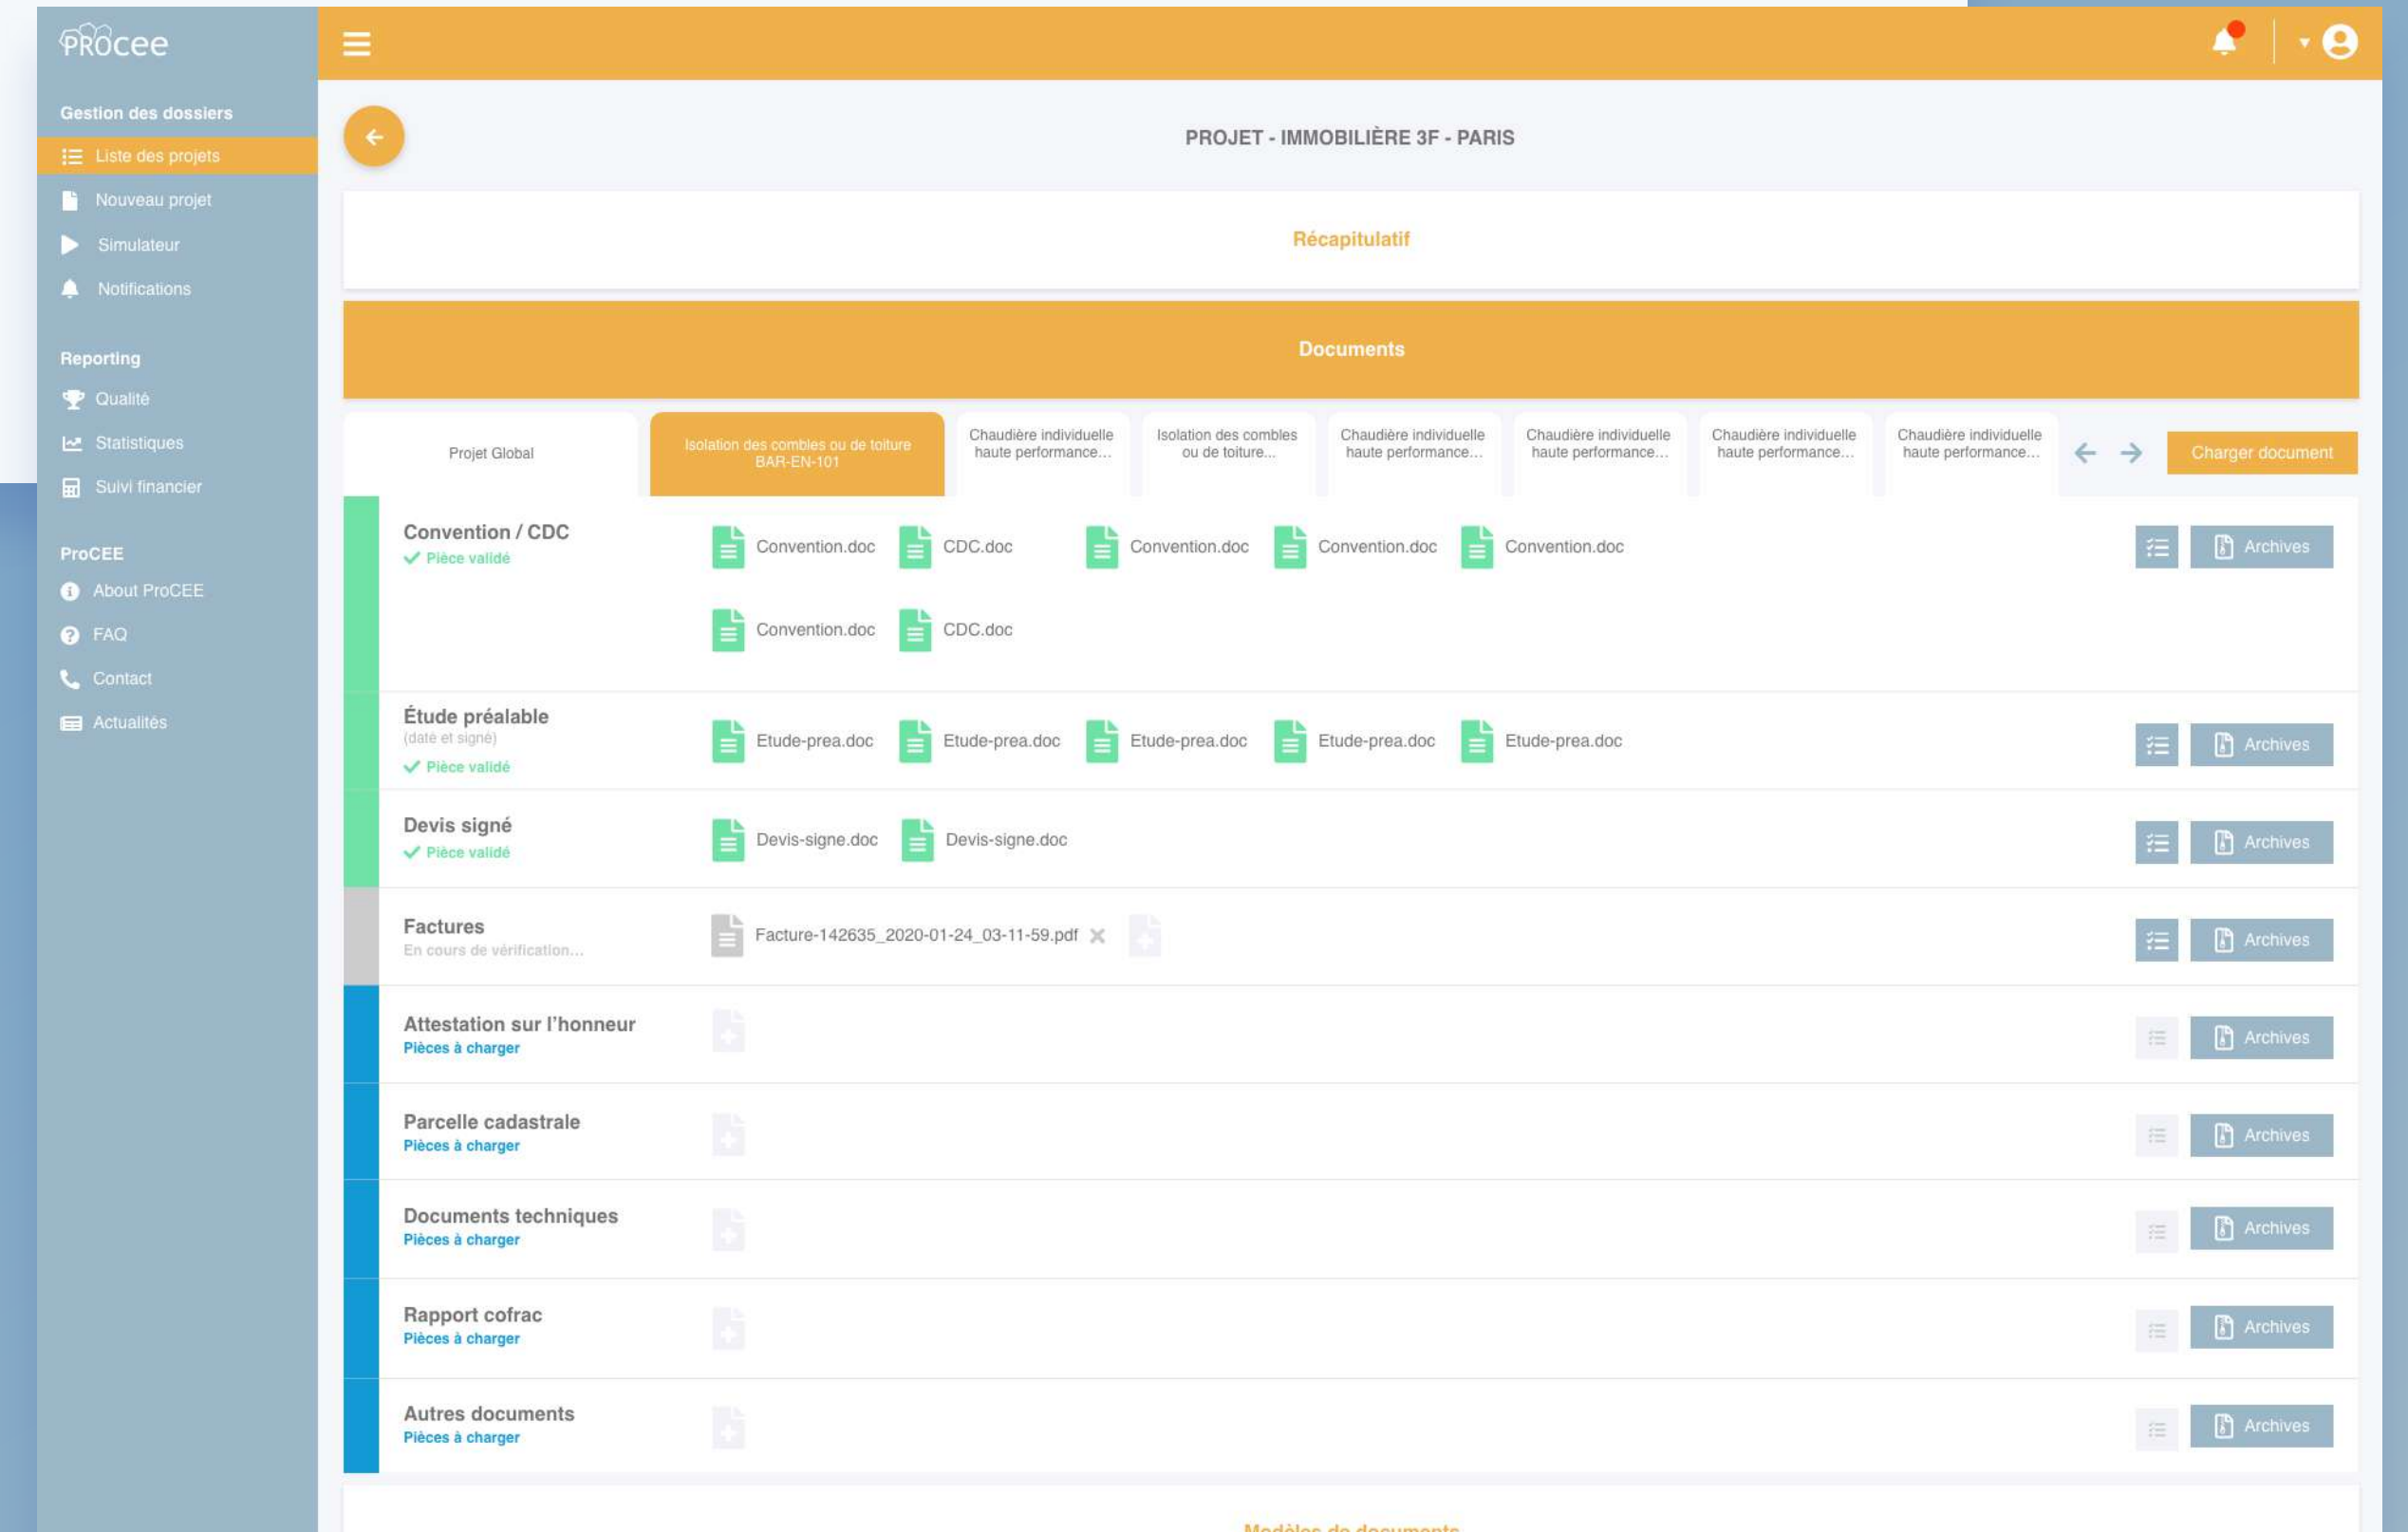 PROcee
Gestion des dossiers
Liste des projets
Nouveau projet
Simulateur
Notifications
Reporting
Qualité
Statistiques
Suivi financier
ProCEE
About ProCEE
FAQ
Contact
Actualités
PROJET - IMMOBILIÈRE 3F - PARIS
Récapitulatif
Documents
Projet Global
Isolation des combles ou de toiture
BAR-EN-101
Chaudière individuelle
haute performance...
Isolation des combles
ou de toiture...
Chaudière individuelle
haute performance...
Chaudière individuelle
haute performance...
Chaudière individuelle
haute performance...
Chaudière individuelle
haute performance...
Charger document
Convention / CDC
Pièce validé
Convention.doc
CDC.doc
Convention.doc
Convention.doc
Convention.doc
Archives
Convention.doc
CDC.doc
Étude préalable
(daté et signé)
Pièce validé
Etude-prea.doc
Etude-prea.doc
Etude-prea.doc
Etude-prea.doc
Etude-prea.doc
Archives
Devis signé
Pièce validé
Devis-signe.doc
Devis-signe.doc
Archives
Factures
En cours de vérification...
Facture-142635_2020-01-24_03-11-59.pdf
Archives
Attestation sur l'honneur
Pièces à charger
Archives
Parcelle cadastrale
Pièces à charger
Archives
Documents techniques
Pièces à charger
Archives
Rapport cofrac
Pièces à charger
Archives
Autres documents
Pièces à charger
Archives
Modèles de documents